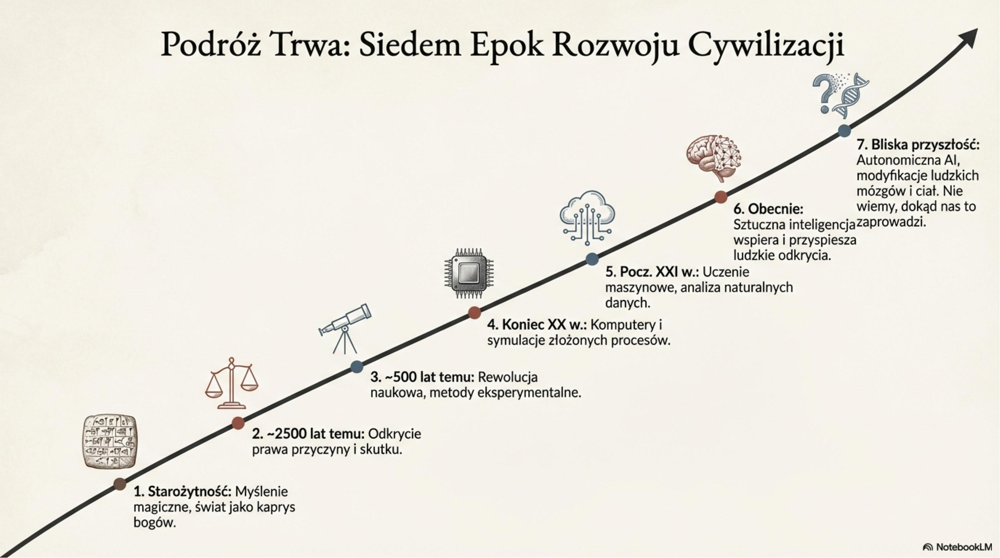 Podróż Trwa: Siedem Epok Rozwoju Cywilizacji
1. Starożytność: Myślenie
magiczne, świat jako kaprys
bogów.
2. ~2500 lat temu: Odkrycie
prawa przyczyny i skutku.
3. ~500 lat temu: Rewolucja
naukowa, metody eksperymentalne.
4. Koniec XX w.: Komputery i
symulacje złożonych procesów.
5. Pocz. XXI w.: Uczenie
maszynowe, analiza naturalnych
danych.
6. Obecnie:
Sztuczna inteligencja
wspiera i przyspiesza
ludzkie odkrycia.
7. Bliska przyszłość:
Autonomiczna AI,
modyfikacje ludzkich
mózgów i ciał. Nie
wiemy, dokąd nas to
zaprowadzi.
NotebookLM